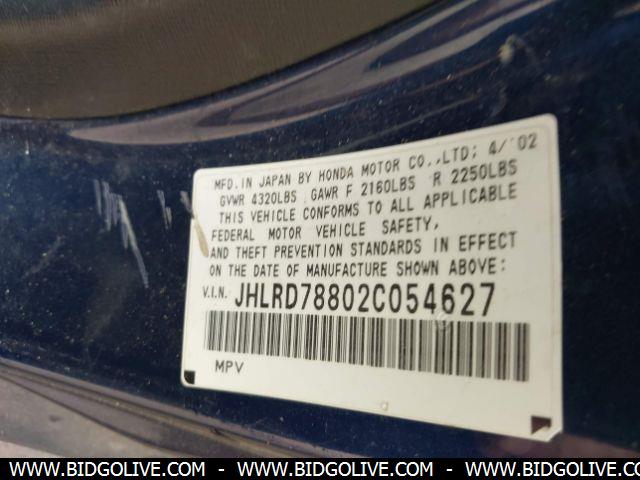 MFD.IN JAPAN BY HONDA MOTOR CO.,LTD; 4/'02
GVWR 4320LBS GAWR F 2160LBS R 2250LBS
THIS VEHICLE CONFORMS TO ALL APPLICABLE
FEDERAL MOTOR VEHICLE SAFETY,
AND THEFT PREVENTION STANDARDS IN EFFECT
ON THE DATE OF MANUFACTURE SHOWN ABOVE:
V.I.N. JHLRD78802C054627
MPV
WWW.BIDGOLIVE.COM - WWW.BIDGOLIVE.COM - WWW.BIDGOLIVE.COM